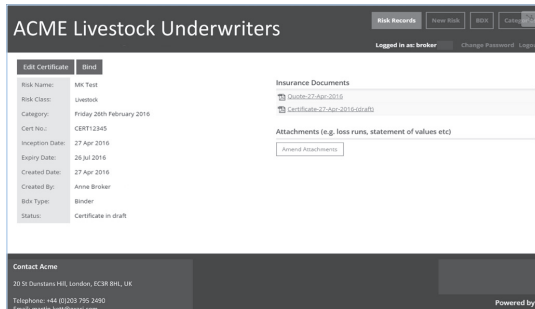 ACME Livestock Underwriters
Risk Records
New Risk
BDX
Logged in as: broker
Change Password
Edit Certificate
Bind
Risk Name: MK Test
Risk Class: Livestock
Category: Friday 26th February 2016
Cert No.: CERT12345
Inception Date: 27 Apr 2016
Expiry Date: 26 Jul 2016
Created Date: 27 Apr 2016
Created By: Anne Broker
Bdx Type: Binder
Status: Certificate in draft
Insurance Documents
Quote-27-Apr-2016
Certificate-27-Apr-2016-(draft)
Attachments (e.g. loss runs, statement of values etc)
Amend Attachments
Contact Acme
20 St Dunstans Hill, London, EC3R 8HL, UK
Telephone: +44 (0)203 795 2490
Powered by